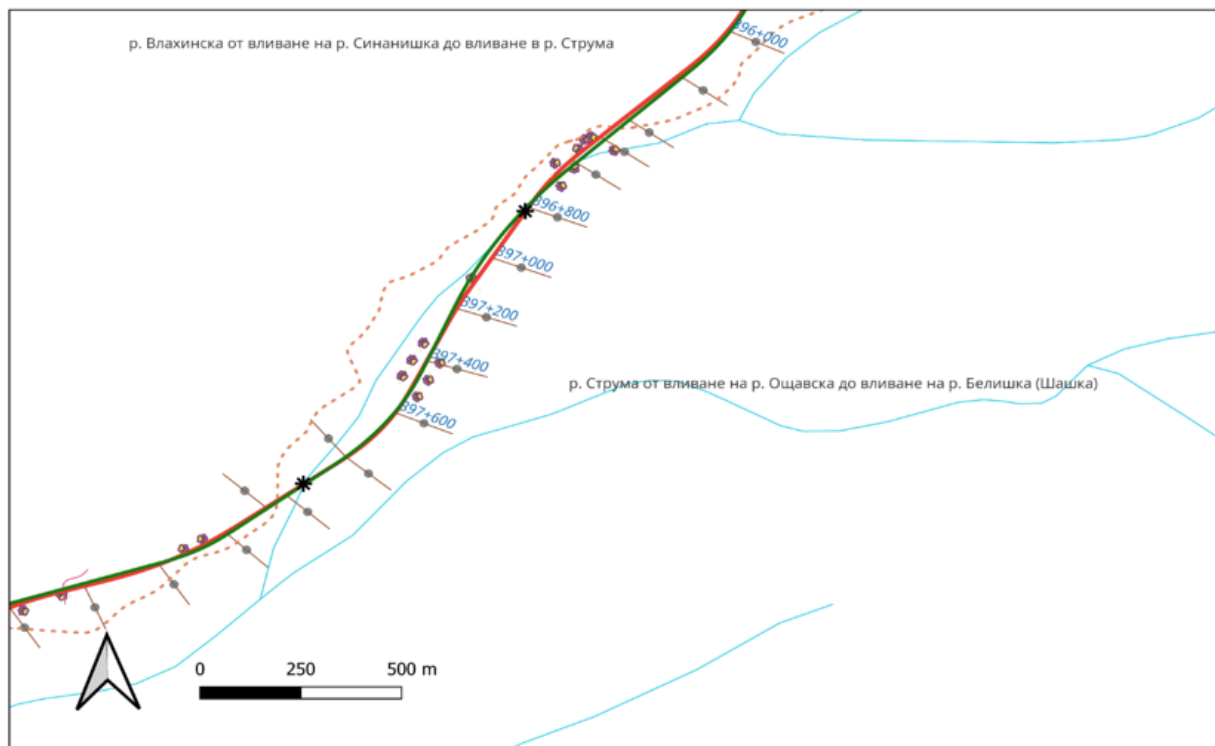 р. Влахинска от вливане на р. Синанишка до вливане в р. Струма
396+000
396+800
397+000
397+200
397+400
р. Струма от вливане на р. Ощавска до вливане на р. Белишка (Шашка)
397+600
0 250 500 m